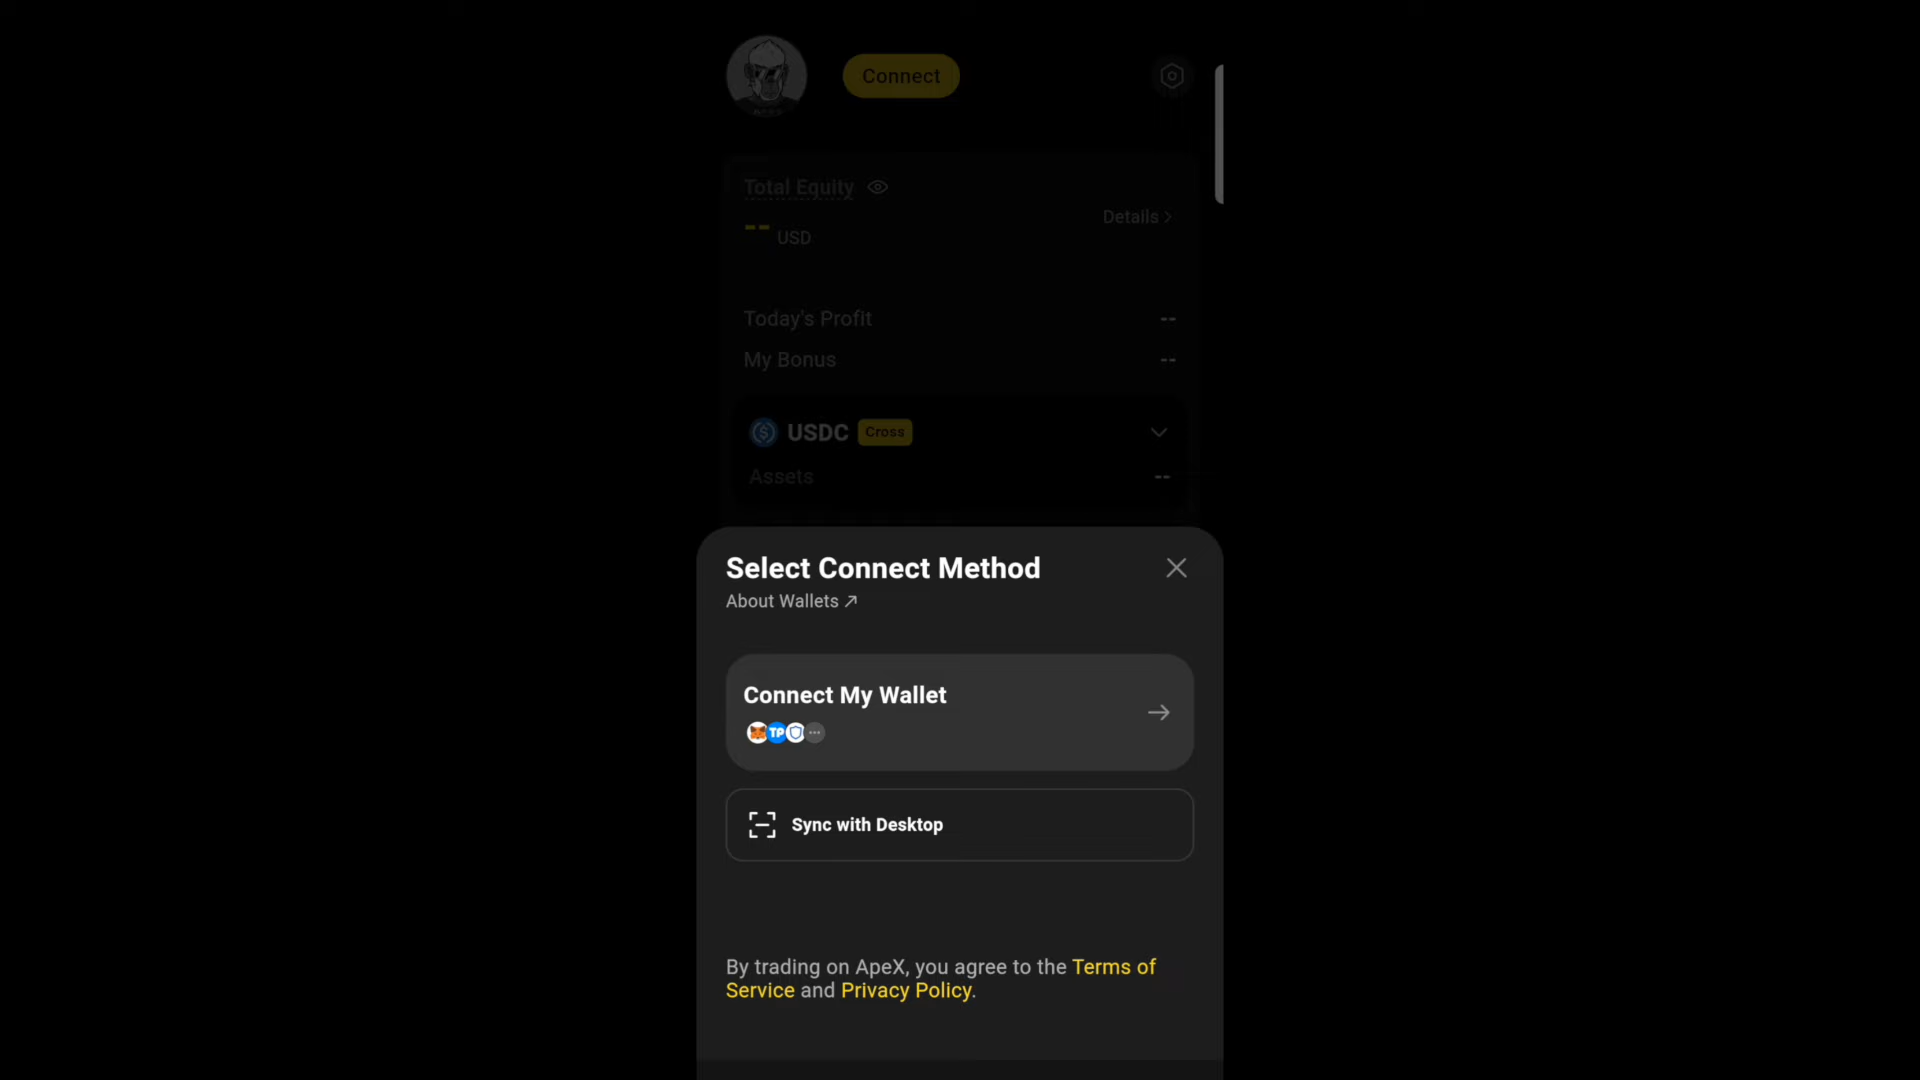 Connect
Total Equity
-- USD
Details >
Today's Profit --
My Bonus --
USDC Cross
Assets --
Select Connect Method
About Wallets ↗
Connect My Wallet
TP
Sync with Desktop
By trading on ApeX, you agree to the Terms of
Service and Privacy Policy.